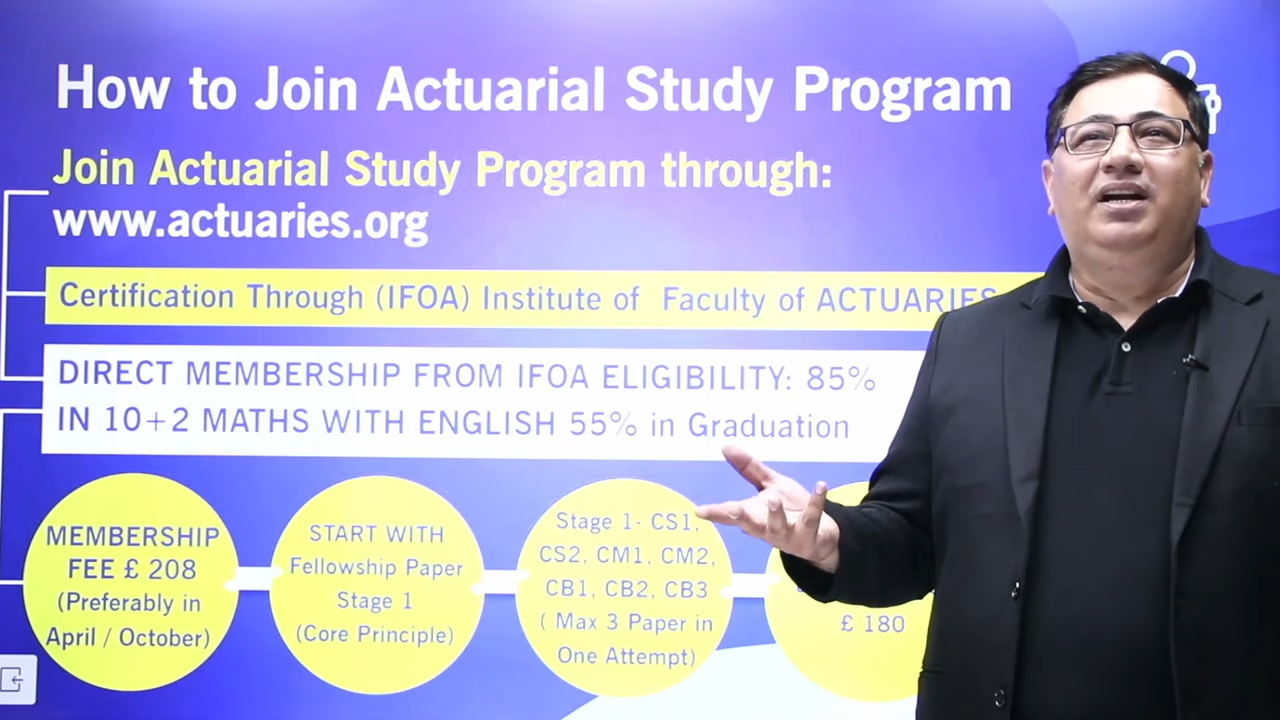 How to Join Actuarial Study Program
Join Actuarial Study Program through:
www.actuaries.org
Certification Through (IFOA) Institute of Faculty of ACTUARIES
DIRECT MEMBERSHIP FROM IFOA ELIGIBILITY: 85%
IN 10+2 MATHS WITH ENGLISH 55% in Graduation
MEMBERSHIP
FEE £ 208
(Preferably in
April / October)
START WITH
Fellowship Paper
Stage 1
(Core Principle)
Stage 1- CS1,
CS2, CM1, CM2,
CB1, CB2, CB3
( Max 3 Paper in
One Attempt)
£ 180